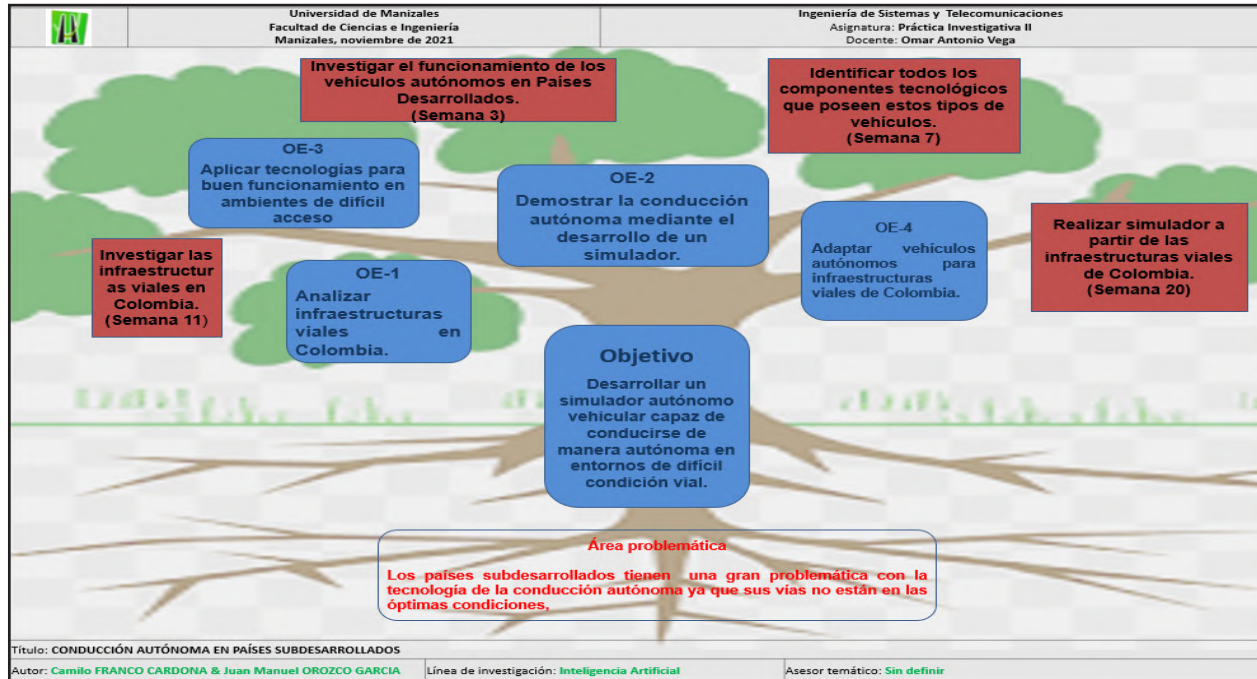 Universidad de Manizales
Facultad de Ciencias e Ingeniería
Manizales, noviembre de 2021
Ingeniería de Sistemas y Telecomunicaciones
Asignatura: Práctica Investigativa II
Docente: Omar Antonio Vega
Investigar el funcionamiento de los
vehículos autónomos en Países
Desarrollados.
(Semana 3)
Identificar todos los
componentes tecnológicos
que poseen estos tipos de
vehículos.
(Semana 7)
OE-3
Aplicar tecnologías para
buen funcionamiento en
ambientes de difícil
acceso
OE-2
Demostrar la conducción
autónoma mediante el
desarrollo de un
simulador.
OE-4
Adaptar vehículos
autónomos para
infraestructuras
viales de Colombia.
Realizar simulador a
partir de las
infraestructuras viales
de Colombia.
(Semana 20)
Investigar las
infraestructur
as viales en
Colombia.
(Semana 11)
OE-1
Analizar
infraestructuras
viales en
Colombia.
Objetivo
Desarrollar un
simulador autónomo
vehicular capaz de
conducirse de
manera autónoma en
entornos de difícil
condición vial.
Área problemática
Los países subdesarrollados tienen una gran problemática con la
tecnología de la conducción autónoma ya que sus vías no están en las
óptimas condiciones,
Título: CONDUCCIÓN AUTÓNOMA EN PAÍSES SUBDESARROLLADOS
Autor: Camilo FRANCO CARDONA & Juan Manuel OROZCO GARCIA
Línea de investigación: Inteligencia Artificial
Asesor temático: Sin definir